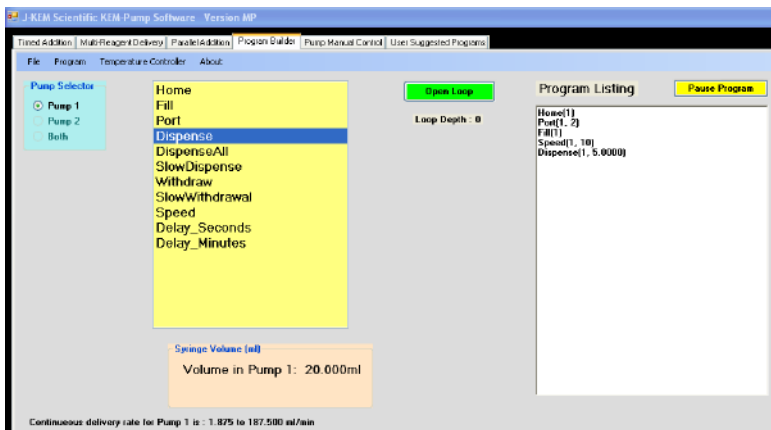 J-KEM Scientific KEM-Pump Software Version MP
Timed Addition Multi-Reagent Delivery Parallel Addition Program Builder Pump Manual Control User Suggested Programs
File Program Temperature Controller About
Pump Selector
Pump 1
Pump 2
Both
Home
Fill
Port
Dispense
DispenseAll
SlowDispense
Withdraw
SlowWithdrawal
Speed
Delay_Seconds
Delay_Minutes
Syringe Volume (ml)
Volume in Pump 1: 20.000ml
Open Loop
Loop Depth : 0
Program Listing
Pause Program
Home(1)
Port(1, 2)
Fill(1)
Speed(1, 10)
Dispense(1, 5.0000)
Continueous delivery rate for Pump 1 is : 1.875 to 187.500 ml/min